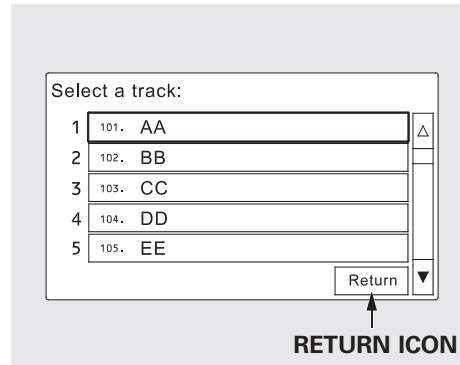 Select a track:
1 101. AA
2 102. BB
3 103. CC
4 104. DD
5 105. EE
Return
RETURN ICON